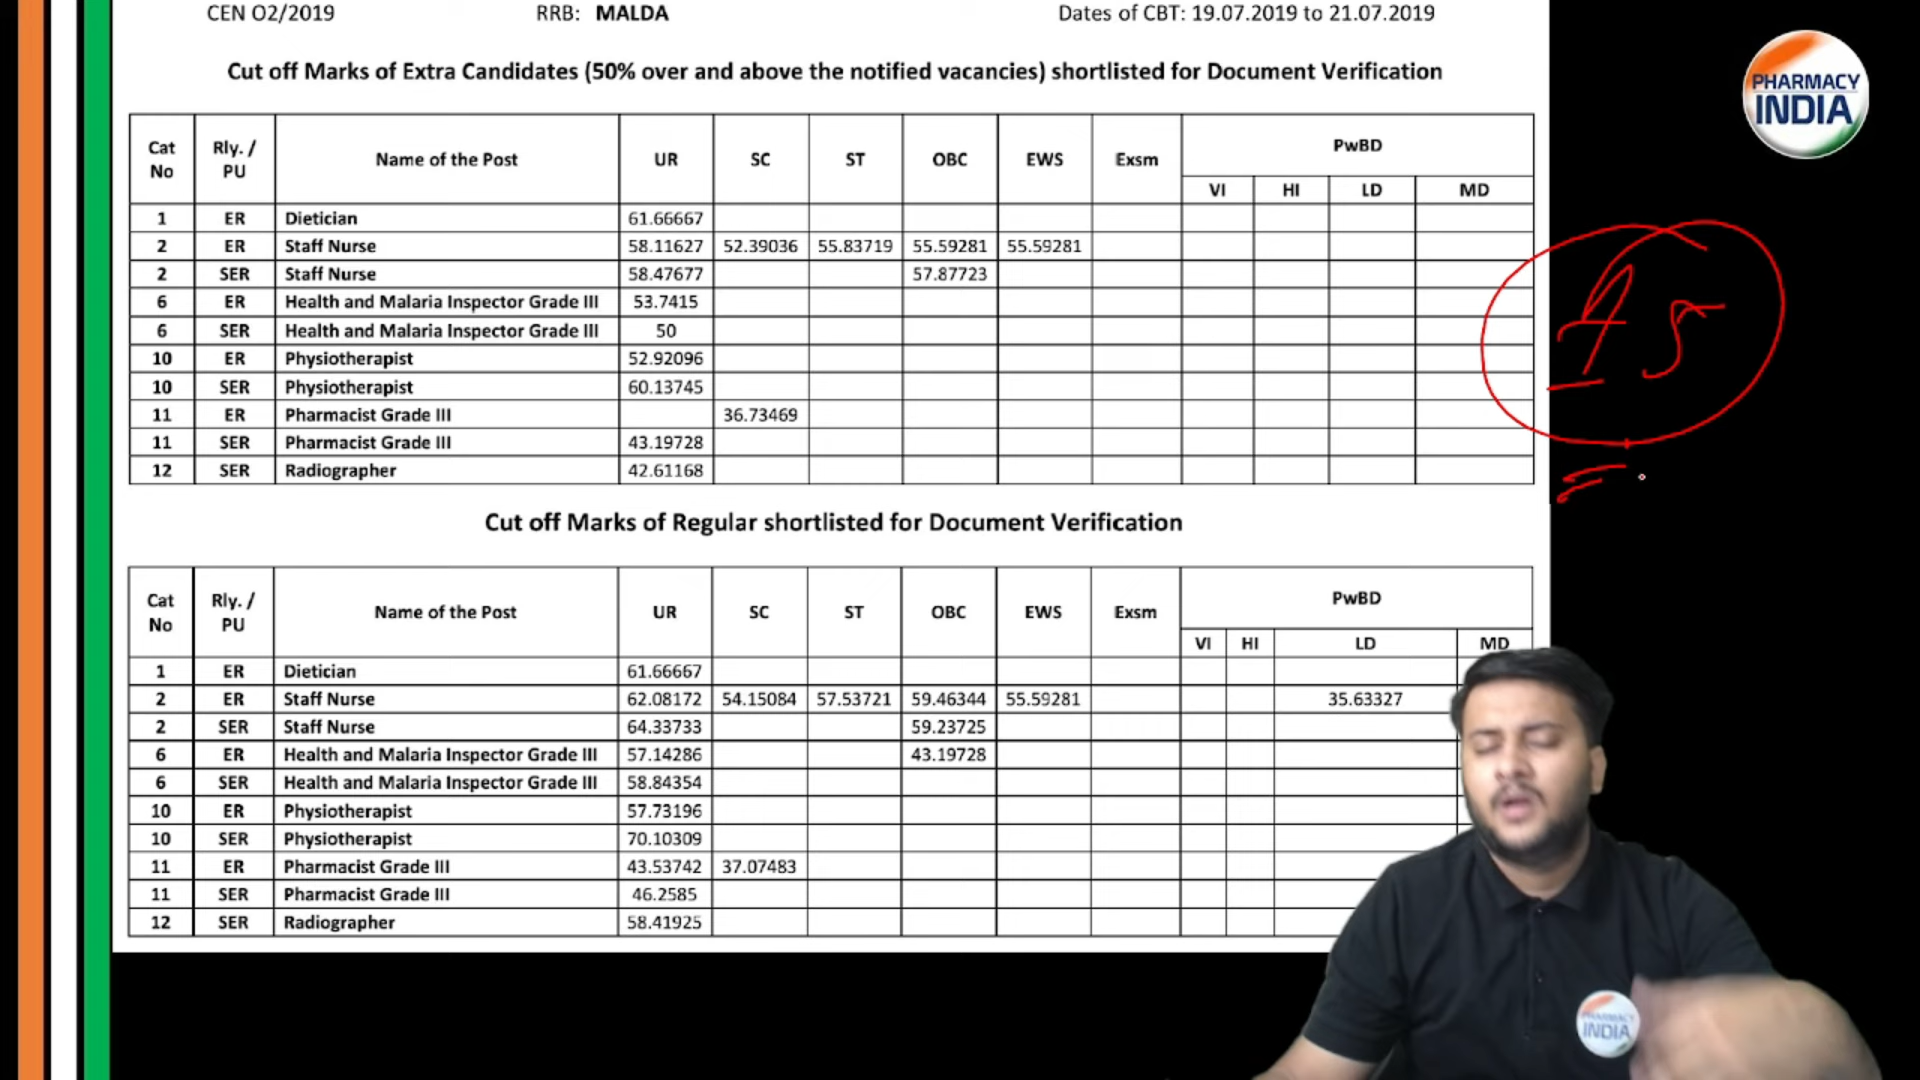 CEN O2/2019 RRB: MALDA Dates of CBT: 19.07.2019 to 21.07.2019
PHARMACY
INDIA
Cut off Marks of Extra Candidates (50% over and above the notified vacancies) shortlisted for Document Verification
Cat No Rly. / PU Name of the Post UR SC ST OBC EWS Exsm PwBD
VI HI LD MD
1 ER Dietician 61.66667
2 ER Staff Nurse 58.11627 52.39036 55.83719 55.59281 55.59281
2 SER Staff Nurse 58.47677 57.87723
6 ER Health and Malaria Inspector Grade III 53.7415
6 SER Health and Malaria Inspector Grade III 50
10 ER Physiotherapist 52.92096
10 SER Physiotherapist 60.13745
11 ER Pharmacist Grade III 36.73469
11 SER Pharmacist Grade III 43.19728
12 SER Radiographer 42.61168
Cut off Marks of Regular shortlisted for Document Verification
Cat No Rly. / PU Name of the Post UR SC ST OBC EWS Exsm PwBD
VI HI LD MD
1 ER Dietician 61.66667
2 ER Staff Nurse 62.08172 54.15084 57.53721 59.46344 55.59281 35.63327
2 SER Staff Nurse 64.33733 59.23725
6 ER Health and Malaria Inspector Grade III 57.14286 43.19728
6 SER Health and Malaria Inspector Grade III 58.84354
10 ER Physiotherapist 57.73196
10 SER Physiotherapist 70.10309
11 ER Pharmacist Grade III 43.53742 37.07483
11 SER Pharmacist Grade III 46.2585
12 SER Radiographer 58.41925
PHARMACY
INDIA